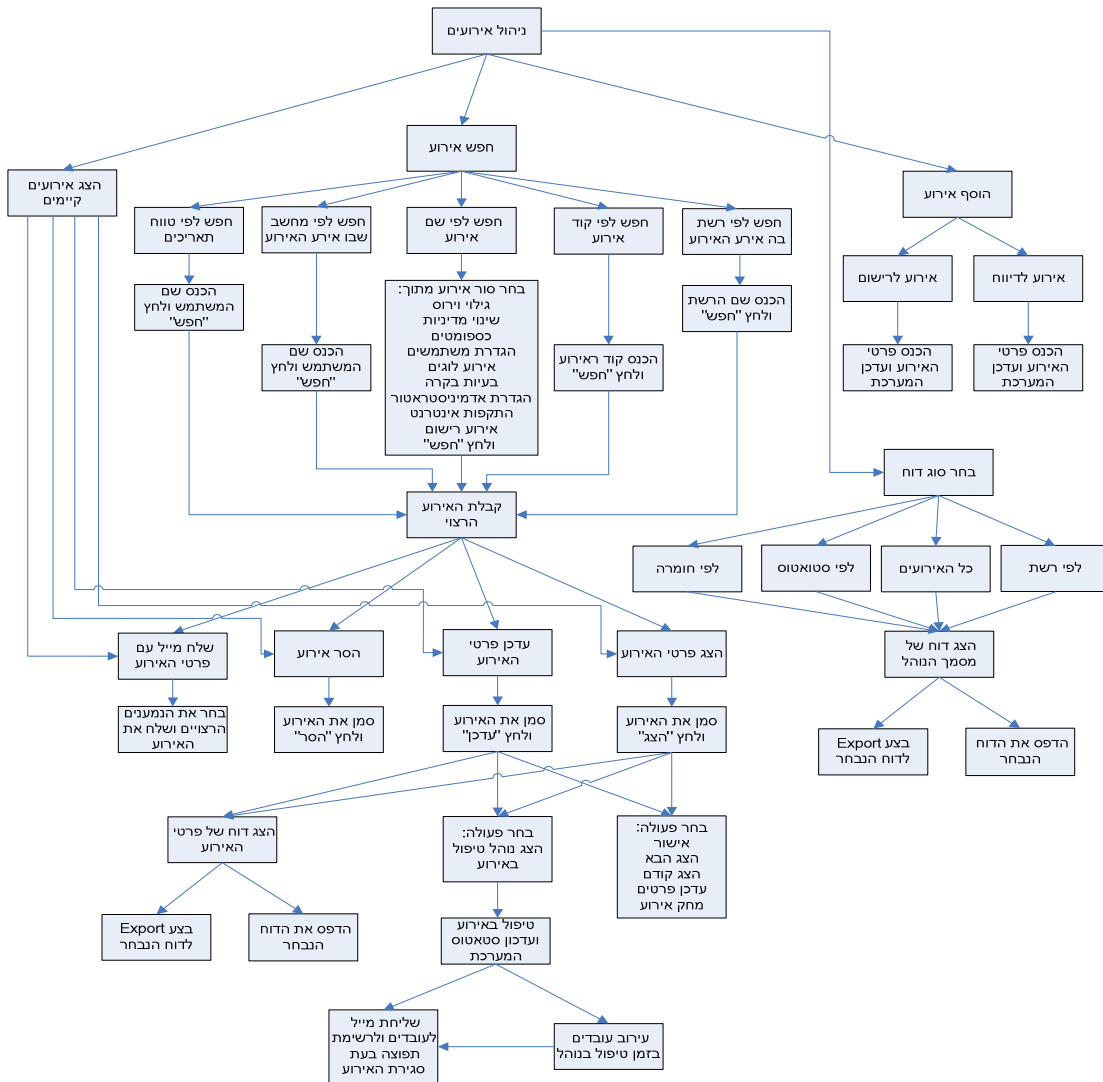 ניהול אירועים
חפש אירוע
הצג אירועים
קיימים
הוסף אירוע
חפש לפי רשת
בה אירע האירוע
חפש לפי קוד
אירוע
חפש לפי שם
אירוע
חפש לפי מחשב
שבו אירע האירוע
חפש לפי טווח
תאריכים
אירוע לדיווח
אירוע לרישום
הכנס שם הרשת
ולחץ "חפש"
בחר סור אירוע מתוך:
גילוי וירוס
שינוי מדיניות
כספומטים
הגדרת משתמשים
אירוע לוגים
בעיות בקרה
הגדרת אדמיניסטראטור
התקפות אינטרנט
אירוע רישום
ולחץ "חפש"
הכנס שם
המשתמש ולחץ
"חפש"
הכנס קוד ראירוע
ולחץ "חפש"
הכנס שם
המשתמש ולחץ
"חפש"
הכנס פרטי
האירוע ועדכן
המערכת
הכנס פרטי
האירוע ועדכן
המערכת
בחר סוג דוח
קבלת האירוע
הרצוי
לפי רשת
כל האירועים
לפי סטואטוס
לפי חומרה
הצג דוח של
מסמך הנוהל
הצג פרטי האירוע
עדכן פרטי
האירוע
הסר אירוע
שלח מייל עם
פרטי האירוע
סמן את האירוע
ולחץ "הצג"
סמן את האירוע
ולחץ "עדכן"
סמן את האירוע
ולחץ "הסר"
בחר את הנמענים
הרצויים ושלח את
האירוע
הדפס את הדוח
הנבחר
בצע Export
לדוח הנבחר
בחר פעולה:
אישור
הצג הבא
הצג קודם
עדכן פרטים
מחק אירוע
בחר פעולה:
הצג נוהל טיפול
באירוע
הצג דוח של פרטי
האירוע
הדפס את הדוח
הנבחר
בצע Export
לדוח הנבחר
טיפול באירוע
ועדכון סטאטוס
המערכת
עירוב עובדים
בזמן טיפול בנוהל
שליחת מייל
לעובדים ולרשימת
תפוצה בעת
סגירת האירוע